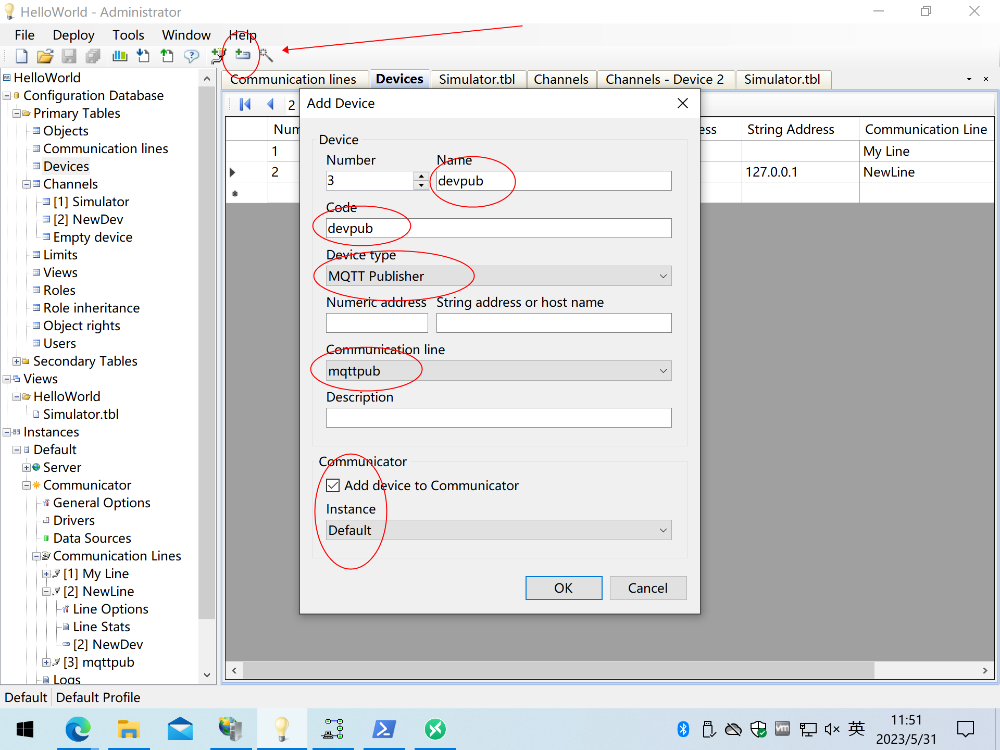 HelloWorld - Administrator
File Deploy Tools Window Help
HelloWorld
Configuration Database
Primary Tables
Objects
Communication lines
Devices
Channels
[1] Simulator
[2] NewDev
Empty device
Limits
Views
Roles
Role inheritance
Object rights
Users
Secondary Tables
Views
HelloWorld
Simulator.tbl
Instances
Default
Server
Communicator
General Options
Drivers
Data Sources
Communication Lines
[1] My Line
[2] NewLine
Line Options
Line Stats
[2] NewDev
[3] mqttpub
Logs
Communication lines Devices Simulator.tbl Channels Channels - Device 2 Simulator.tbl
2
Num ess String Address Communication Line
1 My Line
2 127.0.0.1 NewLine
Add Device
Device
Number Name
3 devpub
Code
devpub
Device type
MQTT Publisher
Numeric address String address or host name
Communication line
mqttpub
Description
Communicator
Add device to Communicator
Instance
Default
OK Cancel
Default Default Profile
英
11:51
2023/5/31